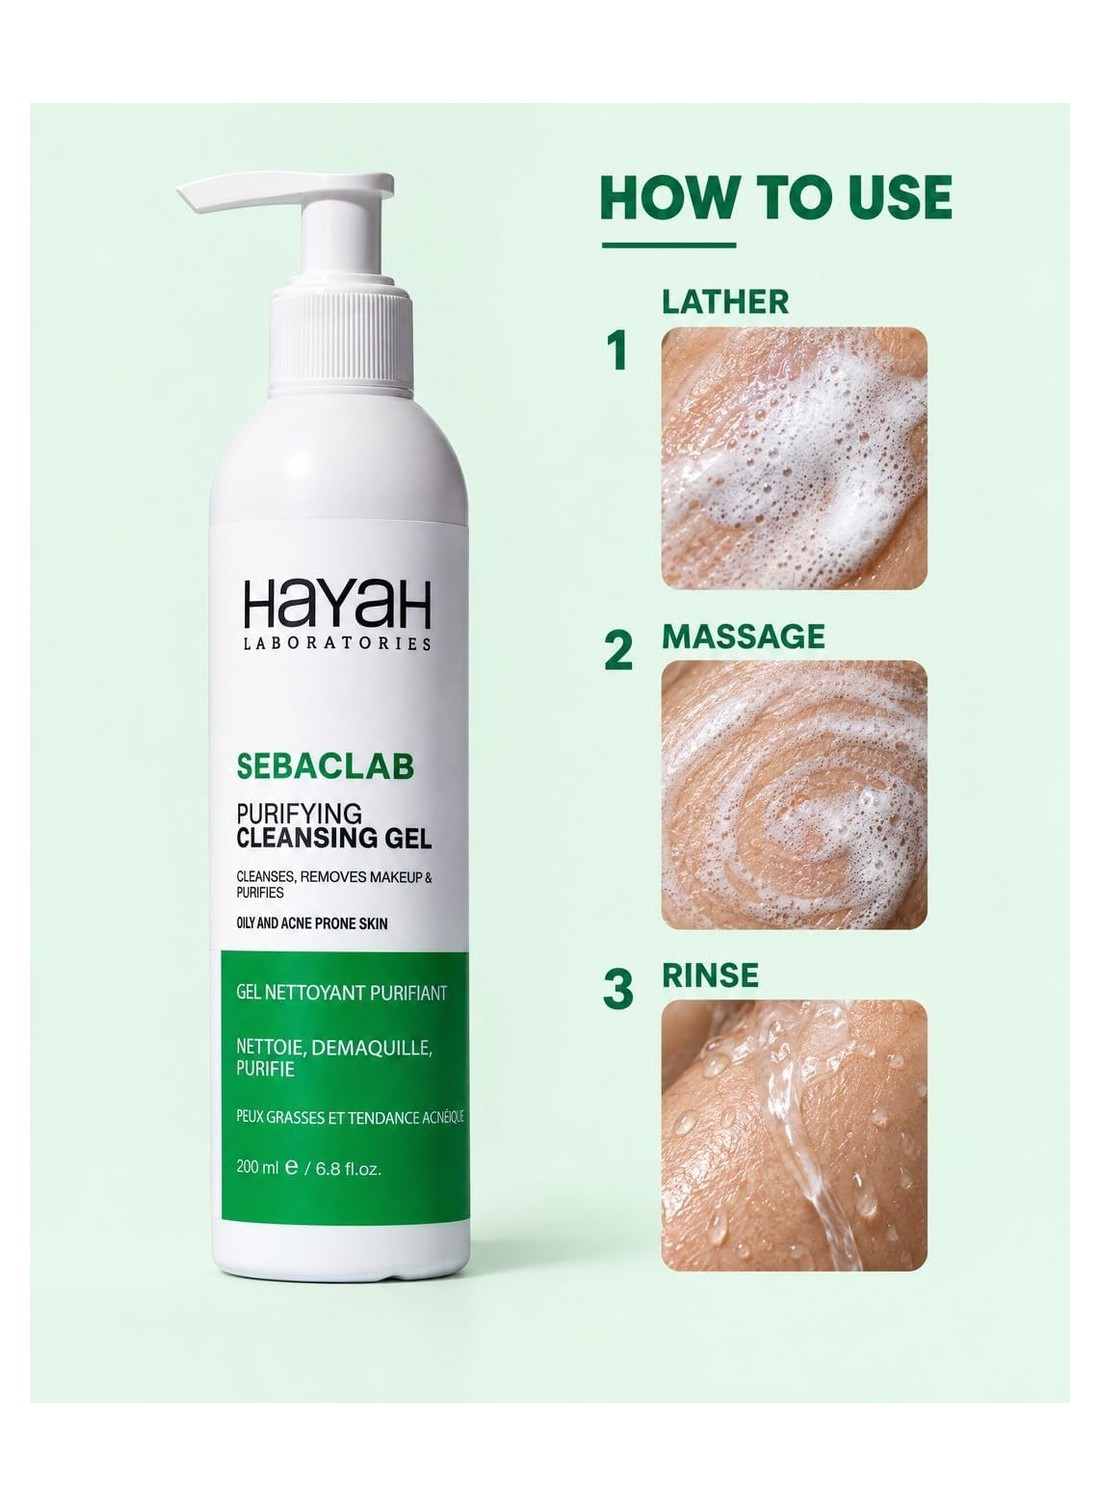 HAYAH
LABORATORIES
SEBACLAB
PURIFYING
CLEANSING GEL
CLEANSES, REMOVES MAKEUP &
PURIFIES
OILY AND ACNE PRONE SKIN
GEL NETTOYANT PURIFIANT
NETTOIE, DEMAQUILLE,
PURIFIE
PEUX GRASSES ET TENDANCE ACNÉIQUE
200 ml e / 6.8 fl.oz.
HOW TO USE
1
LATHER
2
MASSAGE
3
RINSE